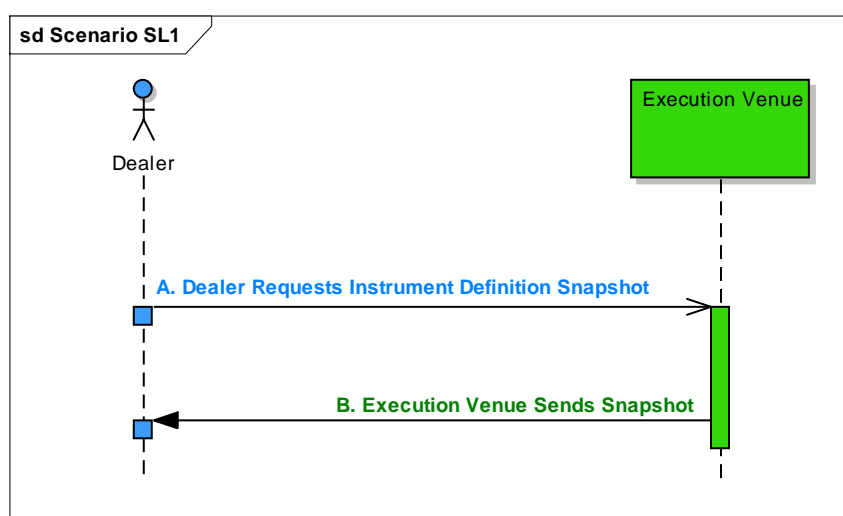 sd Scenario SL1
Execution Venue
Dealer
A. Dealer Requests Instrument Definition Snapshot
B. Execution Venue Sends Snapshot